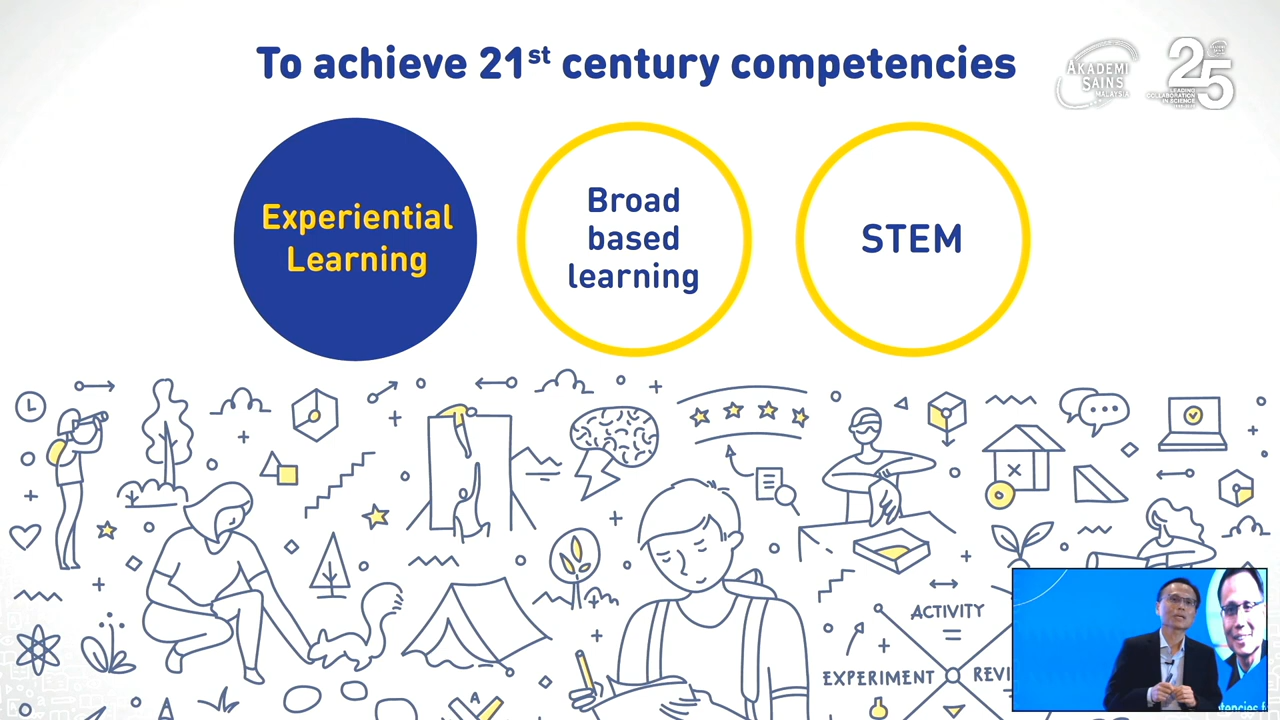 To achieve 21st century competencies
AKADEMI
SAINS
MALAYSIA
25
LEADING
COLLABORATION
IN SCIENCE
Experiential
Learning
Broad
based
learning
STEM
ACTIVITY
EXPERIMENT
REVI
A
tencies f